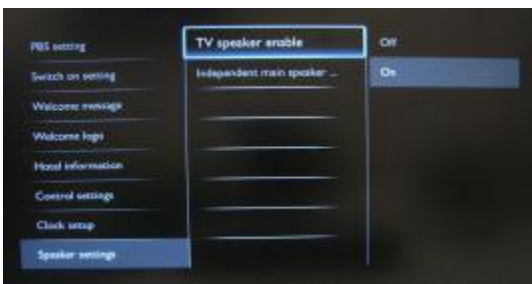 PBS setting
Switch on setting
Welcome message
Welcome logo
Hotel information
Control settings
Clock setup
Speaker settings
TV speaker enable
Independent main speaker ...
Off
On